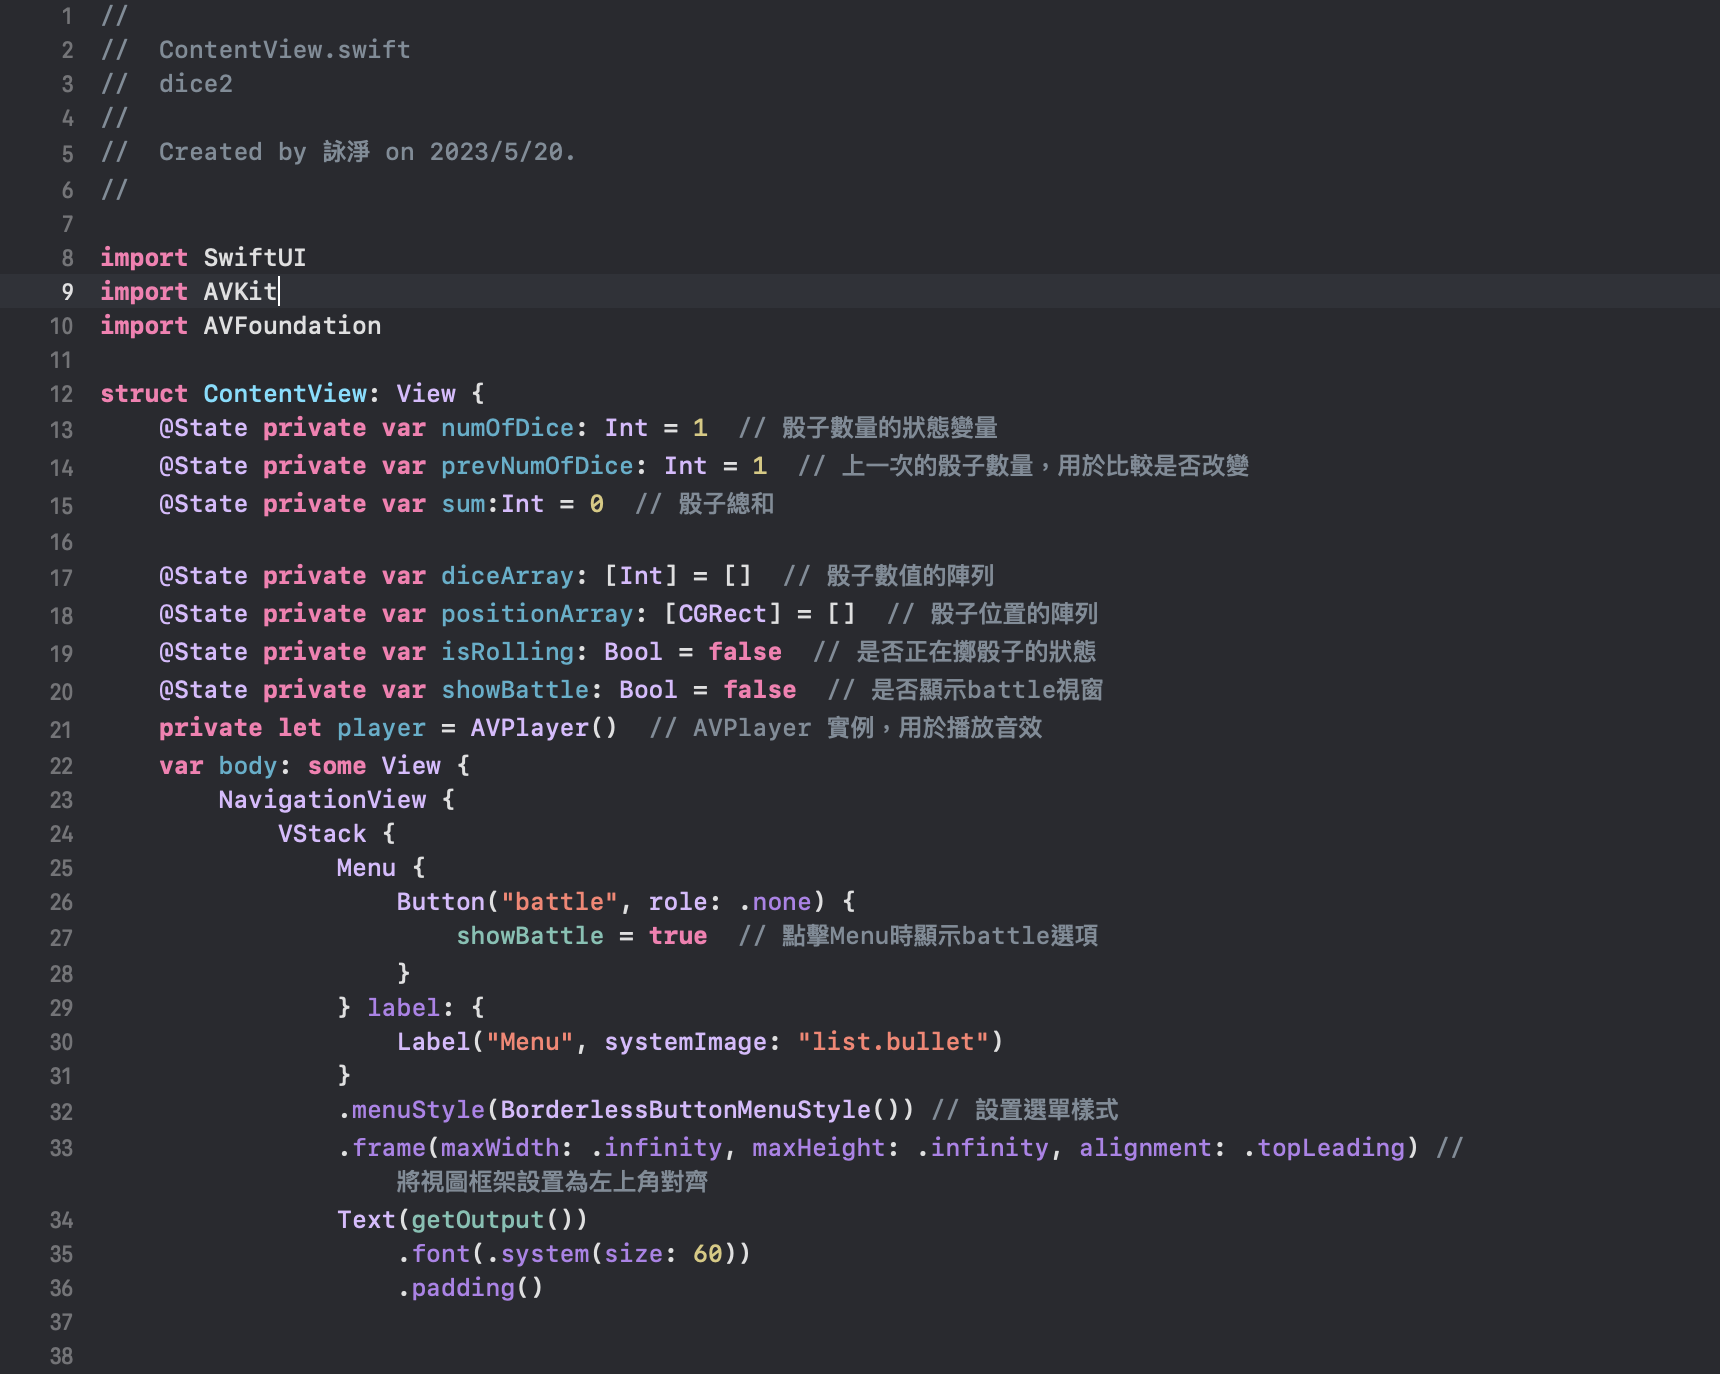 1 //
2 //  ContentView.swift
3 //  dice2
4 //
5 //  Created by 詠淨 on 2023/5/20.
6 //
7
8 import SwiftUI
9 import AVKit
10 import AVFoundation
11
12 struct ContentView: View {
13     @State private var numOfDice: Int = 1  // 骰子數量的狀態變量
14     @State private var prevNumOfDice: Int = 1  // 上一次的骰子數量，用於比較是否改變
15     @State private var sum:Int = 0  // 骰子總和
16
17     @State private var diceArray: [Int] = []  // 骰子數值的陣列
18     @State private var positionArray: [CGRect] = []  // 骰子位置的陣列
19     @State private var isRolling: Bool = false  // 是否正在擲骰子的狀態
20     @State private var showBattle: Bool = false  // 是否顯示battle視窗
21     private let player = AVPlayer()  // AVPlayer 實例，用於播放音效
22     var body: some View {
23         NavigationView {
24             VStack {
25                 Menu {
26                     Button("battle", role: .none) {
27                         showBattle = true  // 點擊Menu時顯示battle選項
28                     }
29                 } label: {
30                     Label("Menu", systemImage: "list.bullet")
31                 }
32                 .menuStyle(BorderlessButtonMenuStyle()) // 設置選單樣式
33                 .frame(maxWidth: .infinity, maxHeight: .infinity, alignment: .topLeading) //
                    將視圖框架設置為左上角對齊
34                 Text(getOutput())
35                     .font(.system(size: 60))
36                     .padding()
37
38